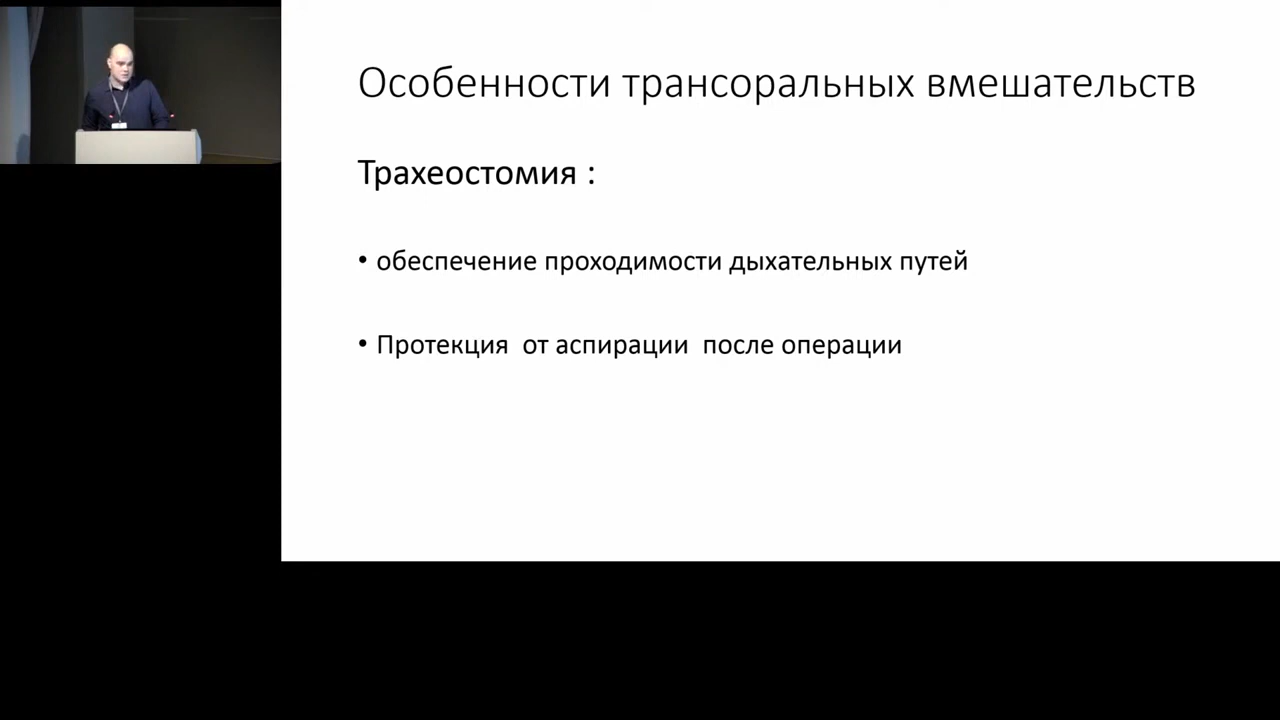 Особенности трансоральных вмешательств
Трахеостомия :
• обеспечение проходимости дыхательных путей
• Протекция от аспирации после операции